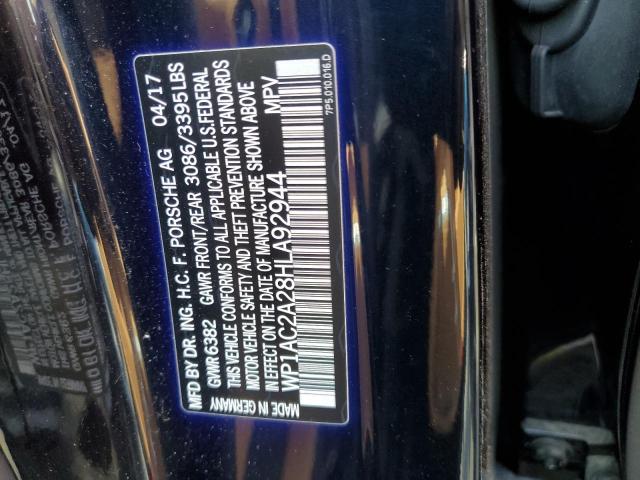 MFD BY DR. ING. H.C. F. PORSCHE AG 04/17
GVWR 6382 GAWR FRONT/REAR 3086/3395LBS
THIS VEHICLE CONFORMS TO ALL APPLICABLE U.S.FEDERAL
MOTOR VEHICLE SAFETY AND THEFT PREVENTION STANDARDS
IN EFFECT ON THE DATE OF MANUFACTURE SHOWN ABOVE
WP1AC2A28HLA92944 MPV
MADE IN GERMANY 7P5.010.016.D